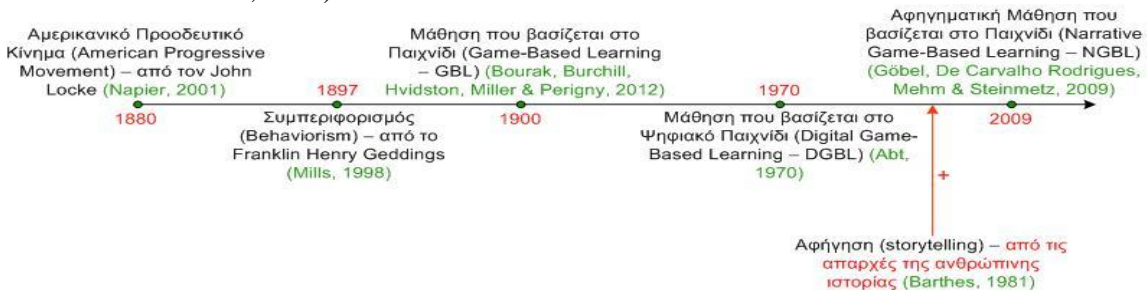 Αμερικανικό Προοδευτικό
Κίνημα (American Progressive
Movement) – από τον John
Locke (Napier, 2001)
1880
1897
Συμπεριφορισμός
(Behaviorism) – από το
Franklin Henry Geddings
(Mills, 1998)
Μάθηση που βασίζεται στο
Παιχνίδι (Game-Based Learning
– GBL) (Bourak, Burchill,
Hvidston, Miller & Perigny, 2012)
1900
1970
Μάθηση που βασίζεται στο
Ψηφιακό Παιχνίδι (Digital Game-
Based Learning – DGBL) (Abt,
1970)
Αφηγηματική Μάθηση που
βασίζεται στο Παιχνίδι (Narrative
Game-Based Learning – NGBL)
(Göbel, De Carvalho Rodrigues,
Mehm & Steinmetz, 2009)
2009
+
Αφήγηση (storytelling) – από τις
απαρχές της ανθρώπινης
ιστορίας (Barthes, 1981)